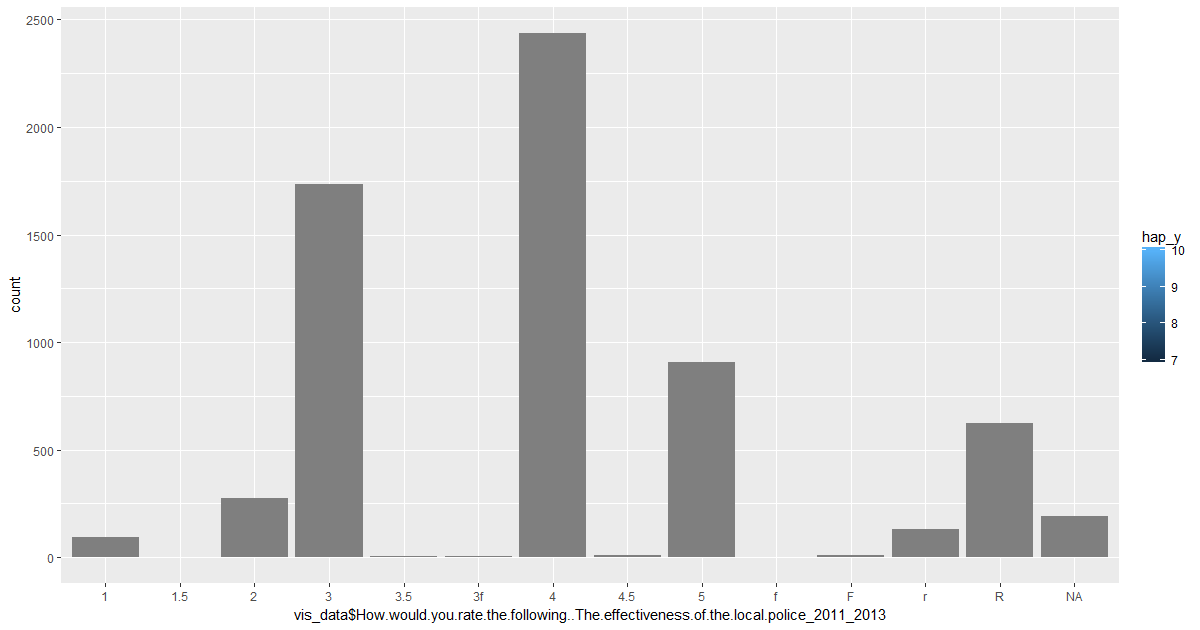 2500
2000
1500
1000
500
0
count
1 1.5 2 3 3.5 3f 4 4.5 5 f F r R NA
vis_data$How.would.you.rate.the.following..The.effectiveness.of.the.local.police_2011_2013
hap_y
10
9
8
7